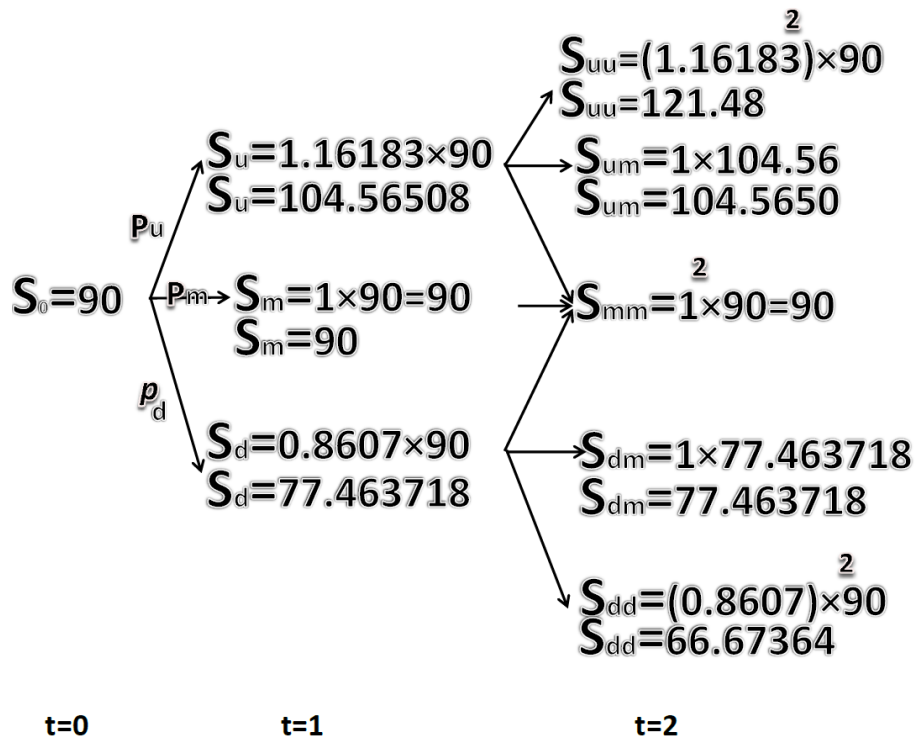 2
Suu=(1.16183)×90
Suu=121.48
Su=1.16183×90
Su=104.56508
Sum=1×104.56
Sum=104.5650
Pu
S0=90
Pm
Sm=1×90=90
Sm=90
2
Smm=1×90=90
pd
Sd=0.8607×90
Sd=77.463718
Sdm=1×77.463718
Sdm=77.463718
2
Sdd=(0.8607)×90
Sdd=66.67364
t=0
t=1
t=2